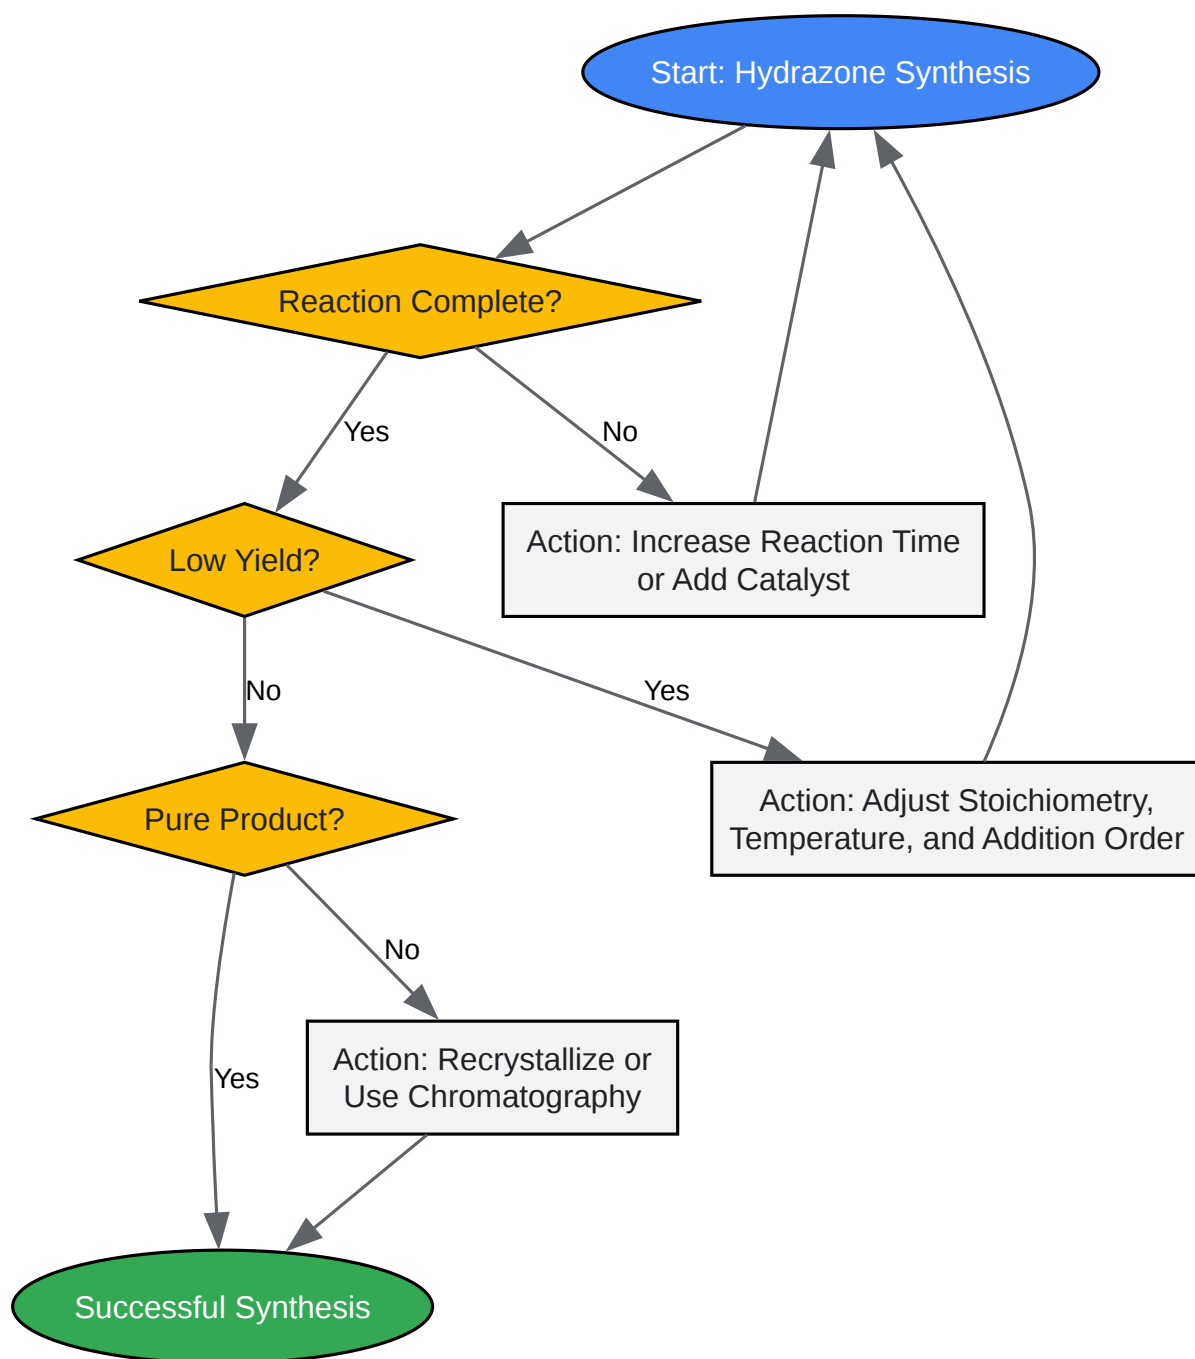 Start: Hydrazone Synthesis
Reaction Complete?
Yes
No
Low Yield?
Action: Increase Reaction Time
or Add Catalyst
No
Yes
Pure Product?
Action: Adjust Stoichiometry,
Temperature, and Addition Order
No
Yes
Action: Recrystallize or
Use Chromatography
Successful Synthesis